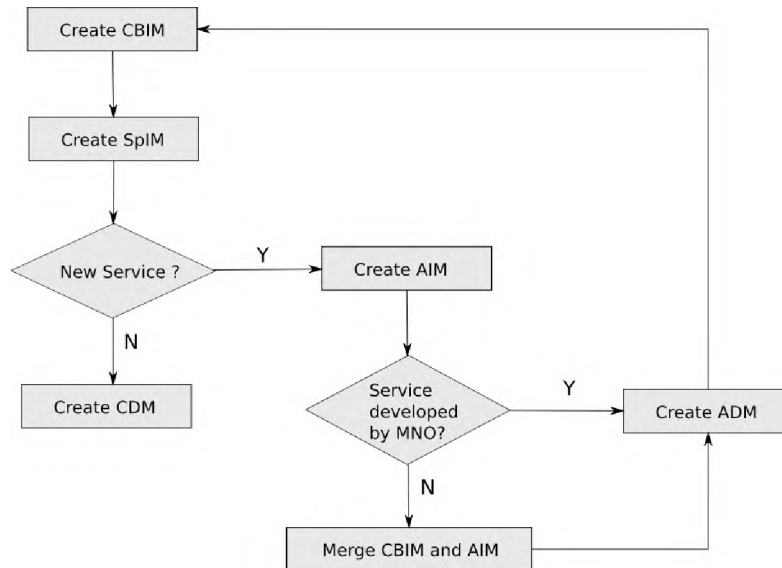 Create CBIM
Create SpIM
New Service ?
Y
N
Create CDM
Create AIM
Service
developed
by MNO?
Y
N
Create ADM
Merge CBIM and AIM